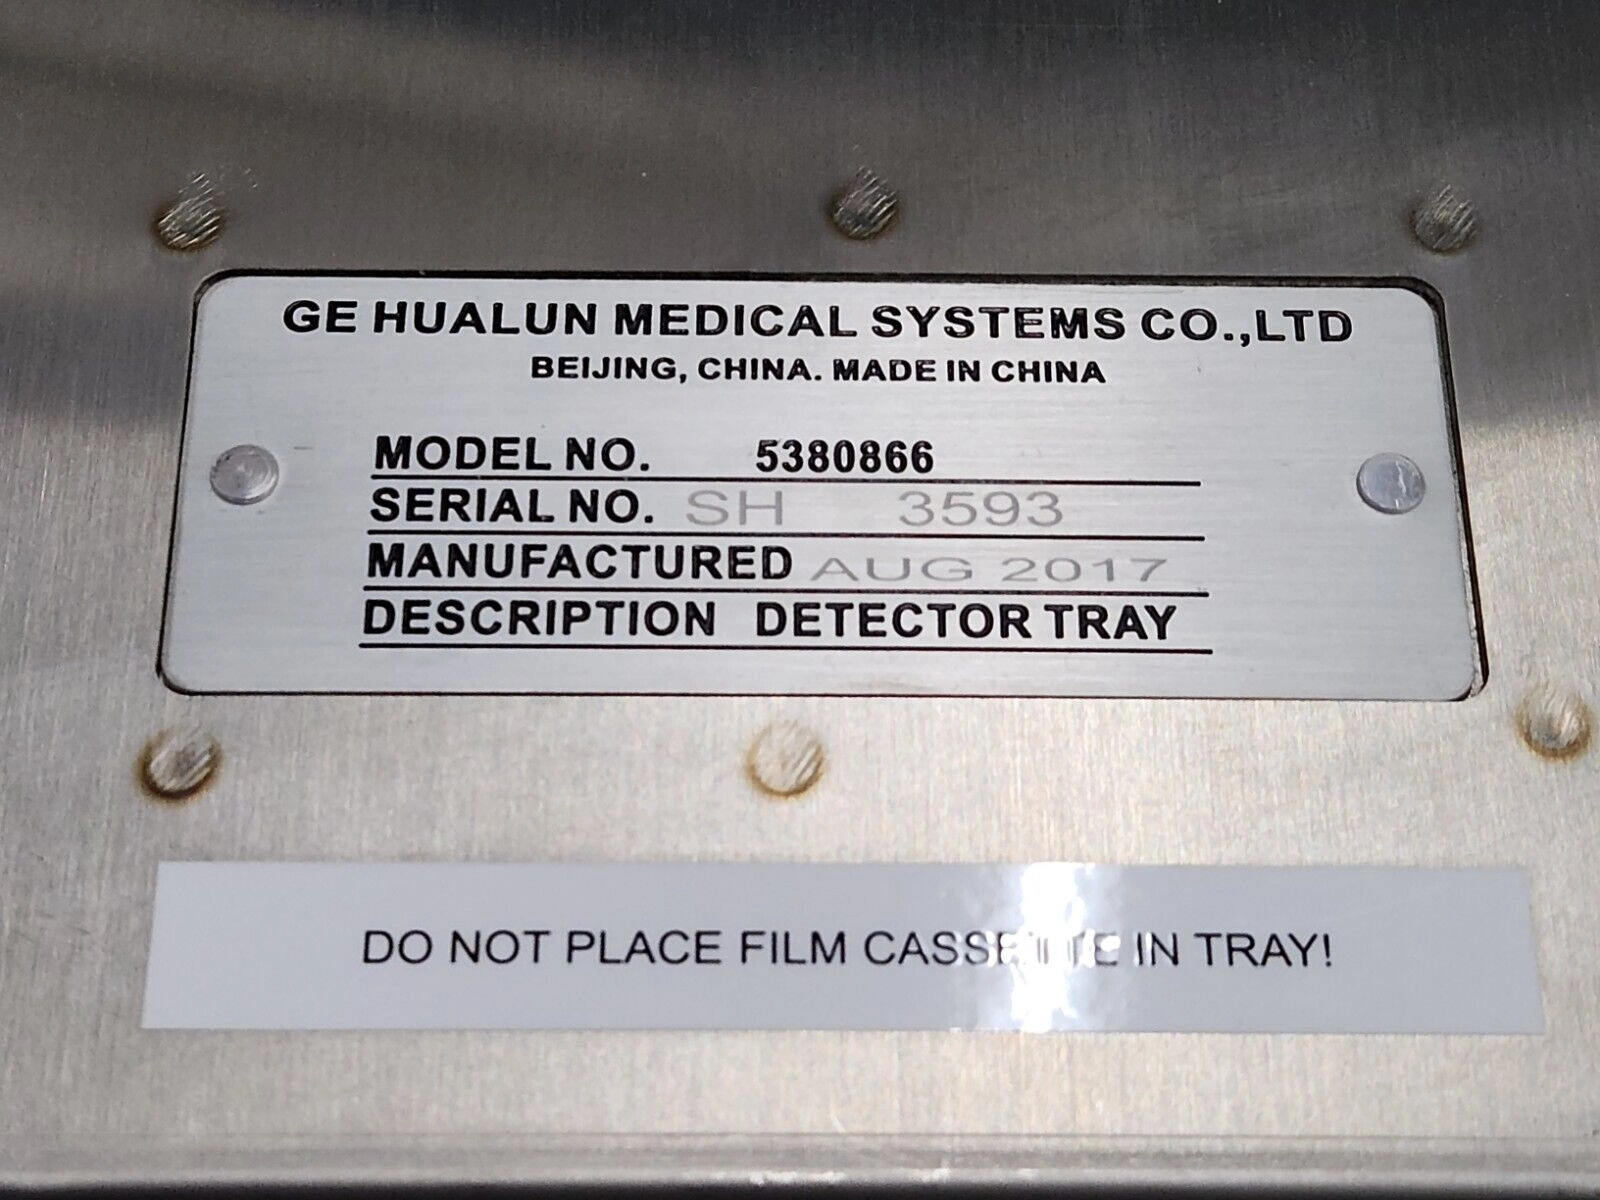 GE HUALUN MEDICAL SYSTEMS CO.,LTD
BEIJING, CHINA. MADE IN CHINA
MODEL NO. 5380866
SERIAL NO. SH 3593
MANUFACTURED AUG 2017
DESCRIPTION DETECTOR TRAY
DO NOT PLACE FILM CASSETTE IN TRAY!